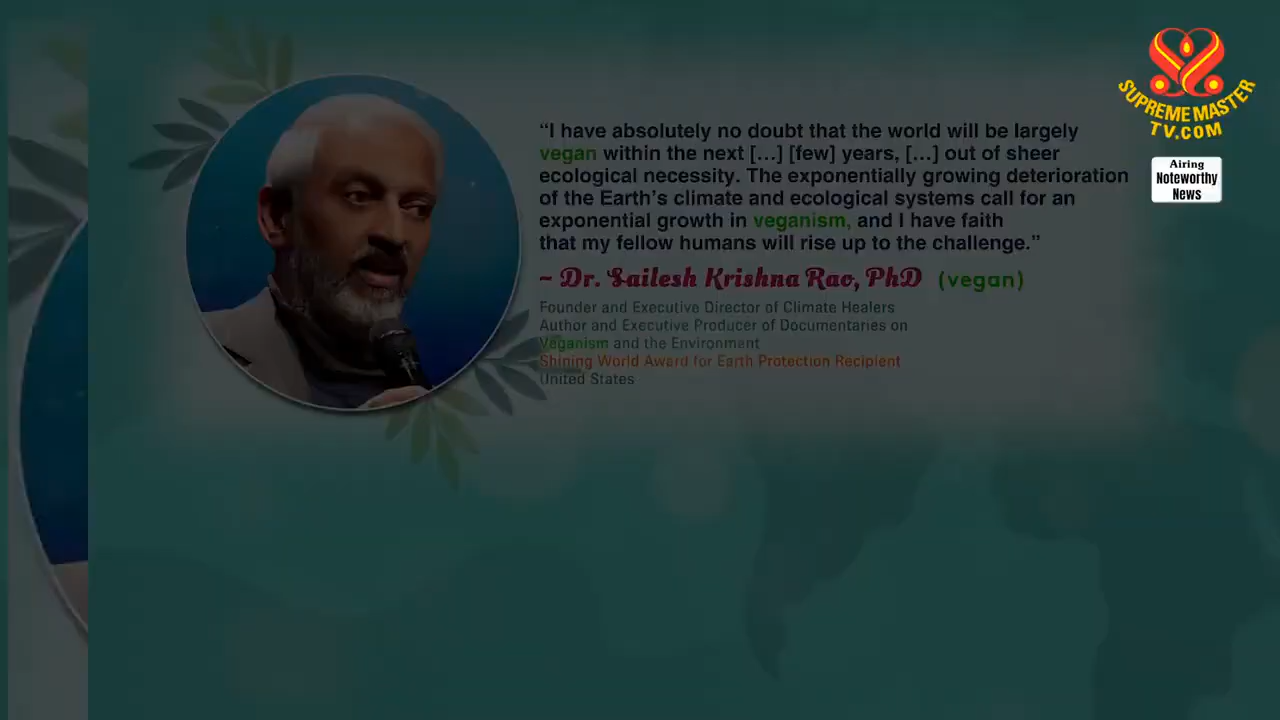 “I have absolutely no doubt that the world will be largely
vegan within the next [...] [few] years, [...] out of sheer
ecological necessity. The exponentially growing deterioration
of the Earth’s climate and ecological systems call for an
exponential growth in veganism, and I have faith
that my fellow humans will rise up to the challenge.”
~ Dr. Sailesh Krishna Rao, PhD (vegan)
Founder and Executive Director of Climate Healers
Author and Executive Producer of Documentaries on
Veganism and the Environment
Shining World Award for Earth Protection Recipient
United States
SUPREME MASTER
TV.COM
Airing
Noteworthy
News